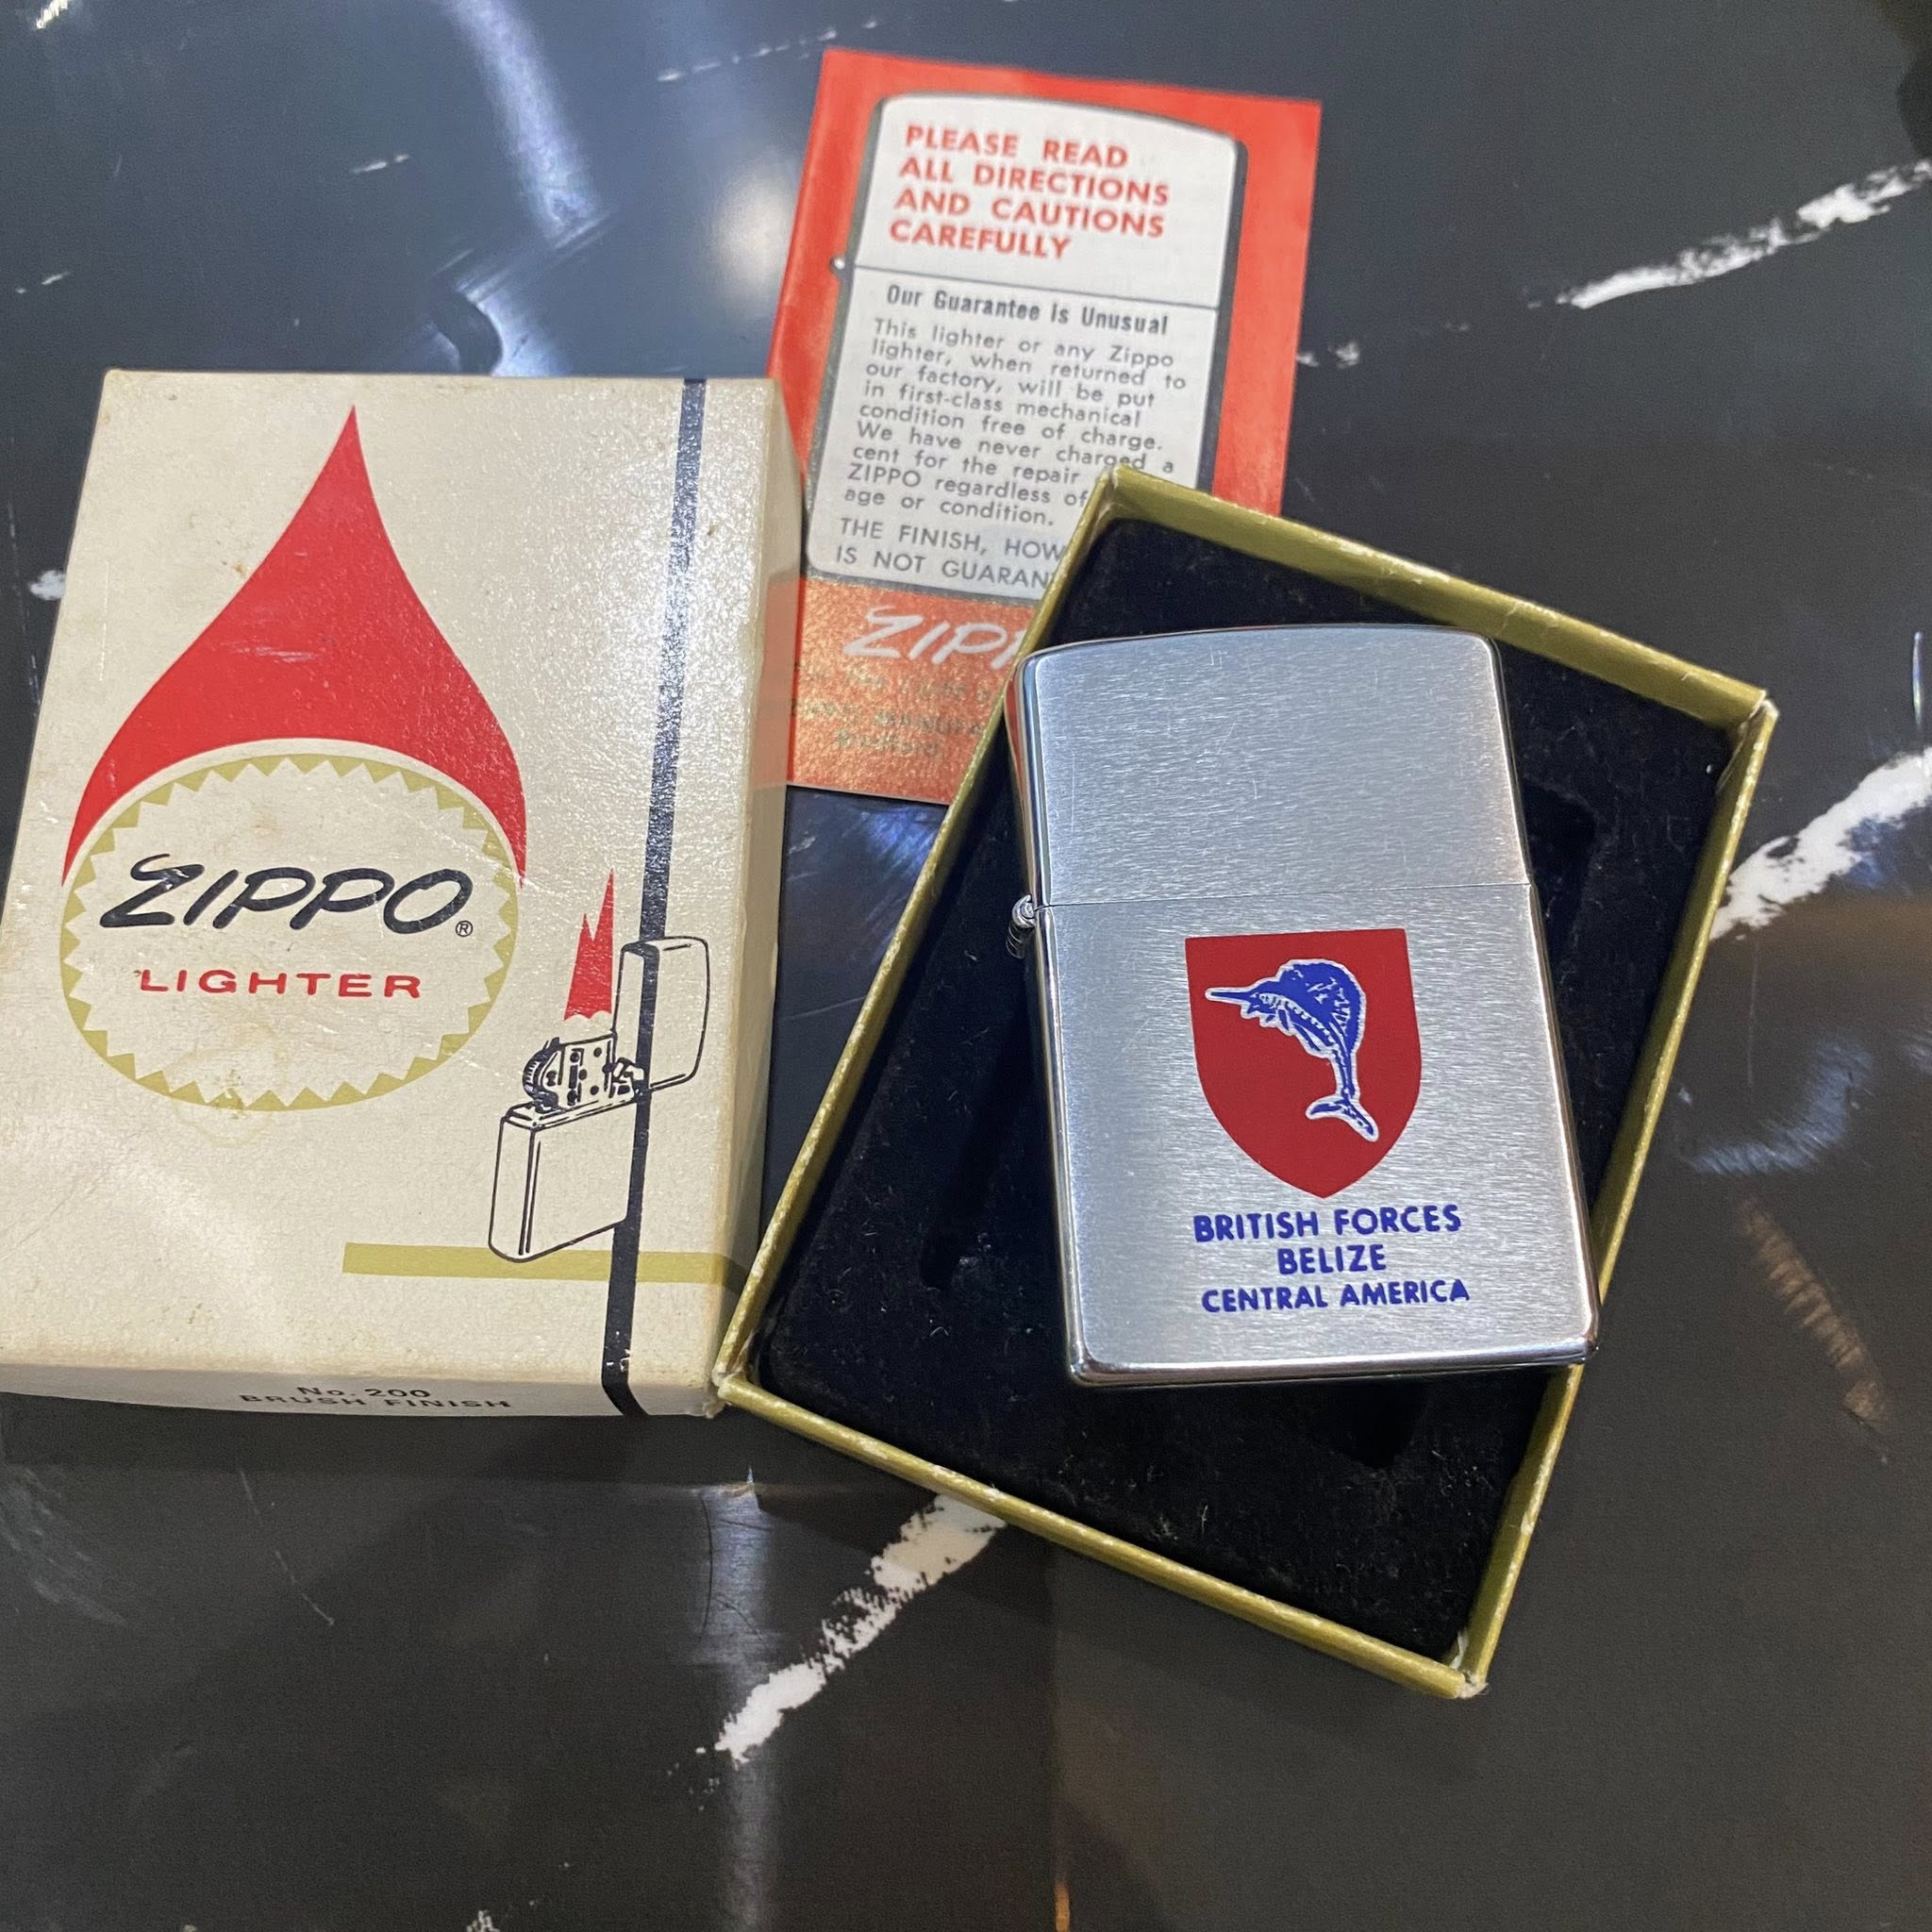 PLEASE READ
ALL DIRECTIONS
AND CAUTIONS
CAREFULLY
Our Guarantee is Unusual
This lighter or any Zippo
lighter, when returned to
our factory, will be put
in first-class mechanical
condition free of charge.
We have never charged a
cent for the repair
ZIPPO regardless of
age or condition.
THE FINISH, HOW
IS NOT GUARAN
ZIPP
ZIPPO®
LIGHTER
No. 200
BRUSH FINISH
BRITISH FORCES
BELIZE
CENTRAL AMERICA